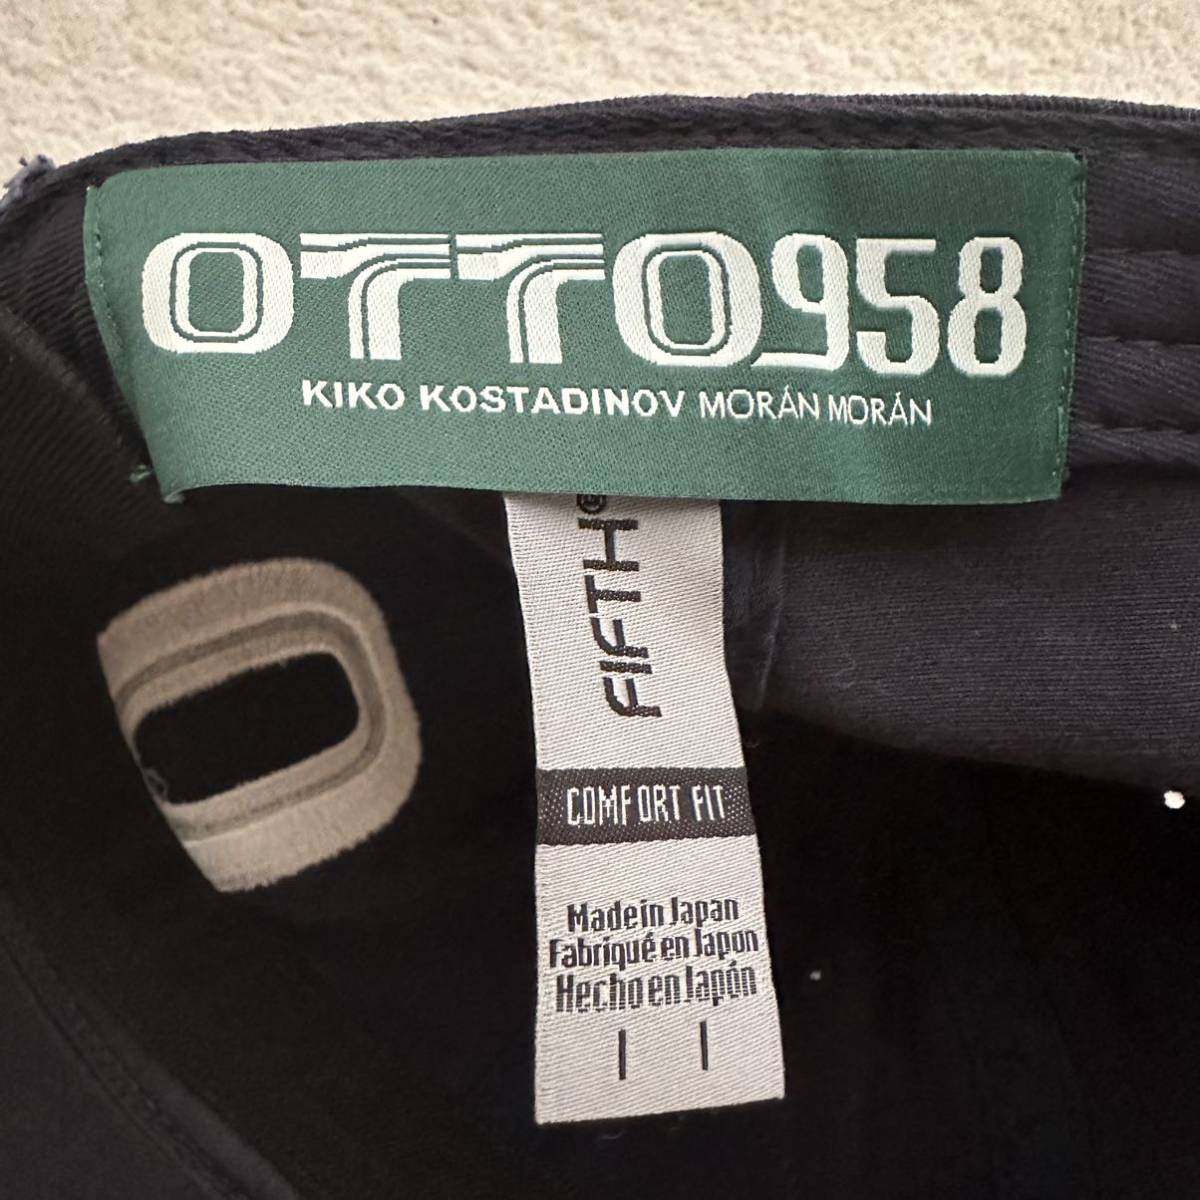 OTTO958
KIKO KOSTADINOV MORÁN MORÁN
FIFTH
COMFORT FIT
Made in Japan
Fabriqué en Japon
Hecho en Japón
I I